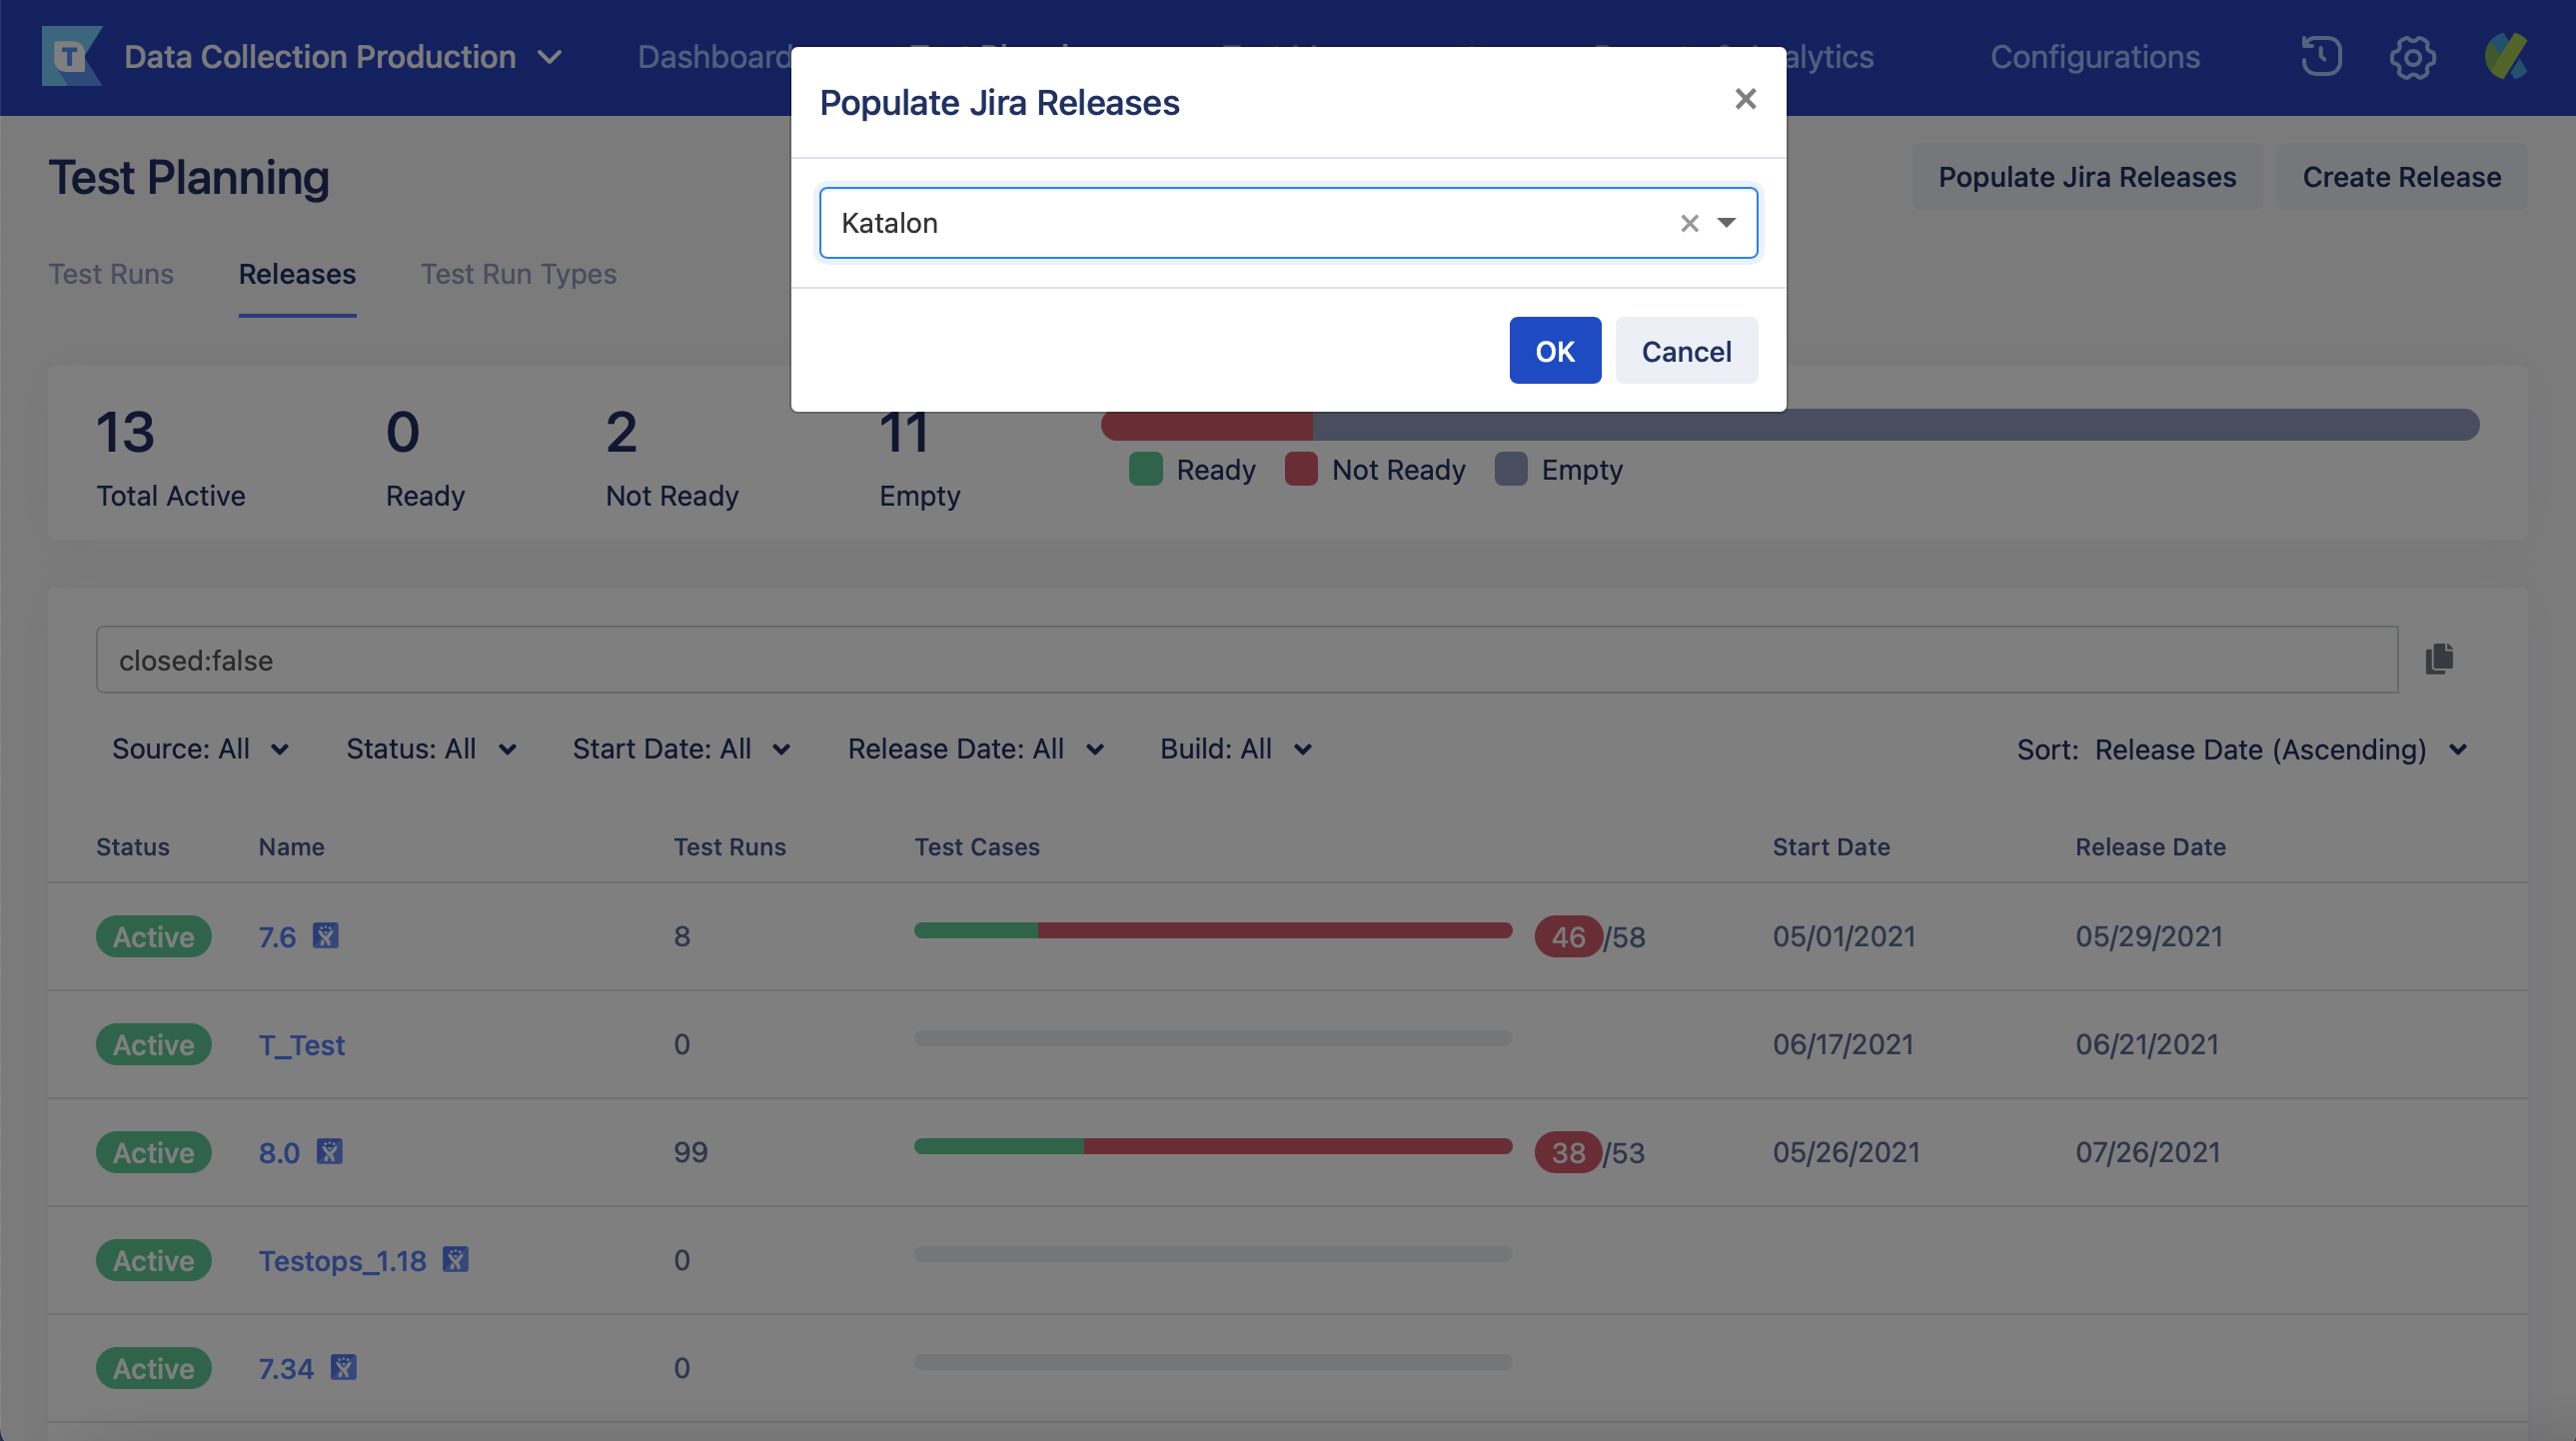 T Data Collection Production Dashboard alytics Configurations
Populate Jira Releases ×
Katalon
OK Cancel
Test Planning
Populate Jira Releases Create Release
Test Runs Releases Test Run Types
13 0 2 11
Total Active Ready Not Ready Empty
Ready Not Ready Empty
closed:false
Source: All Status: All Start Date: All Release Date: All Build: All Sort: Release Date (Ascending)
Status Name Test Runs Test Cases Start Date Release Date
Active 7.6 8 46/58 05/01/2021 05/29/2021
Active T_Test 0 06/17/2021 06/21/2021
Active 8.0 99 38/53 05/26/2021 07/26/2021
Active Testops_1.18 0
Active 7.34 0